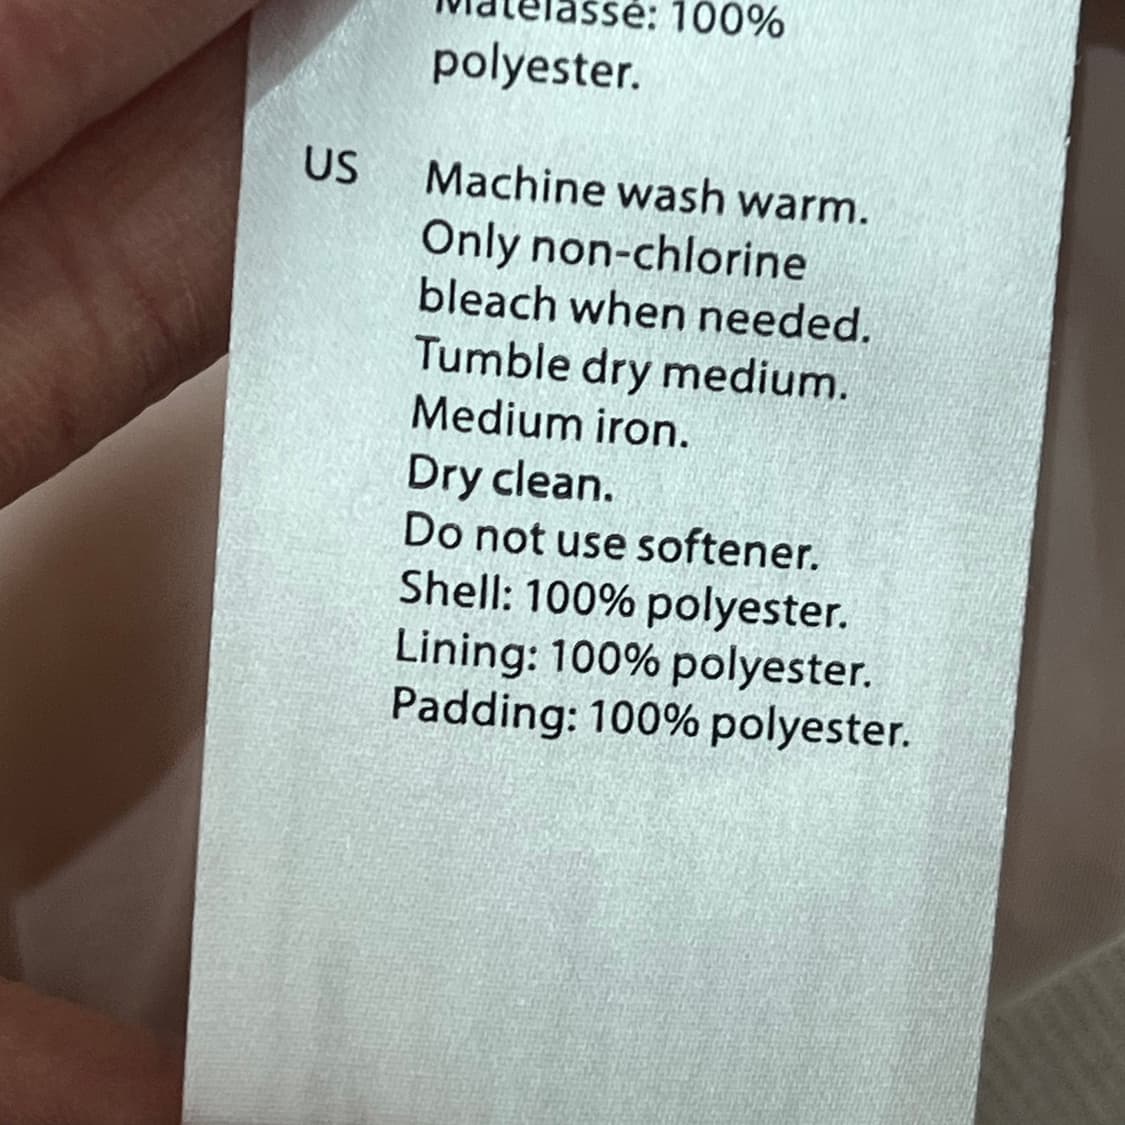 Matelassé: 100%
polyester.
US Machine wash warm.
Only non-chlorine
bleach when needed.
Tumble dry medium.
Medium iron.
Dry clean.
Do not use softener.
Shell: 100% polyester.
Lining: 100% polyester.
Padding: 100% polyester.